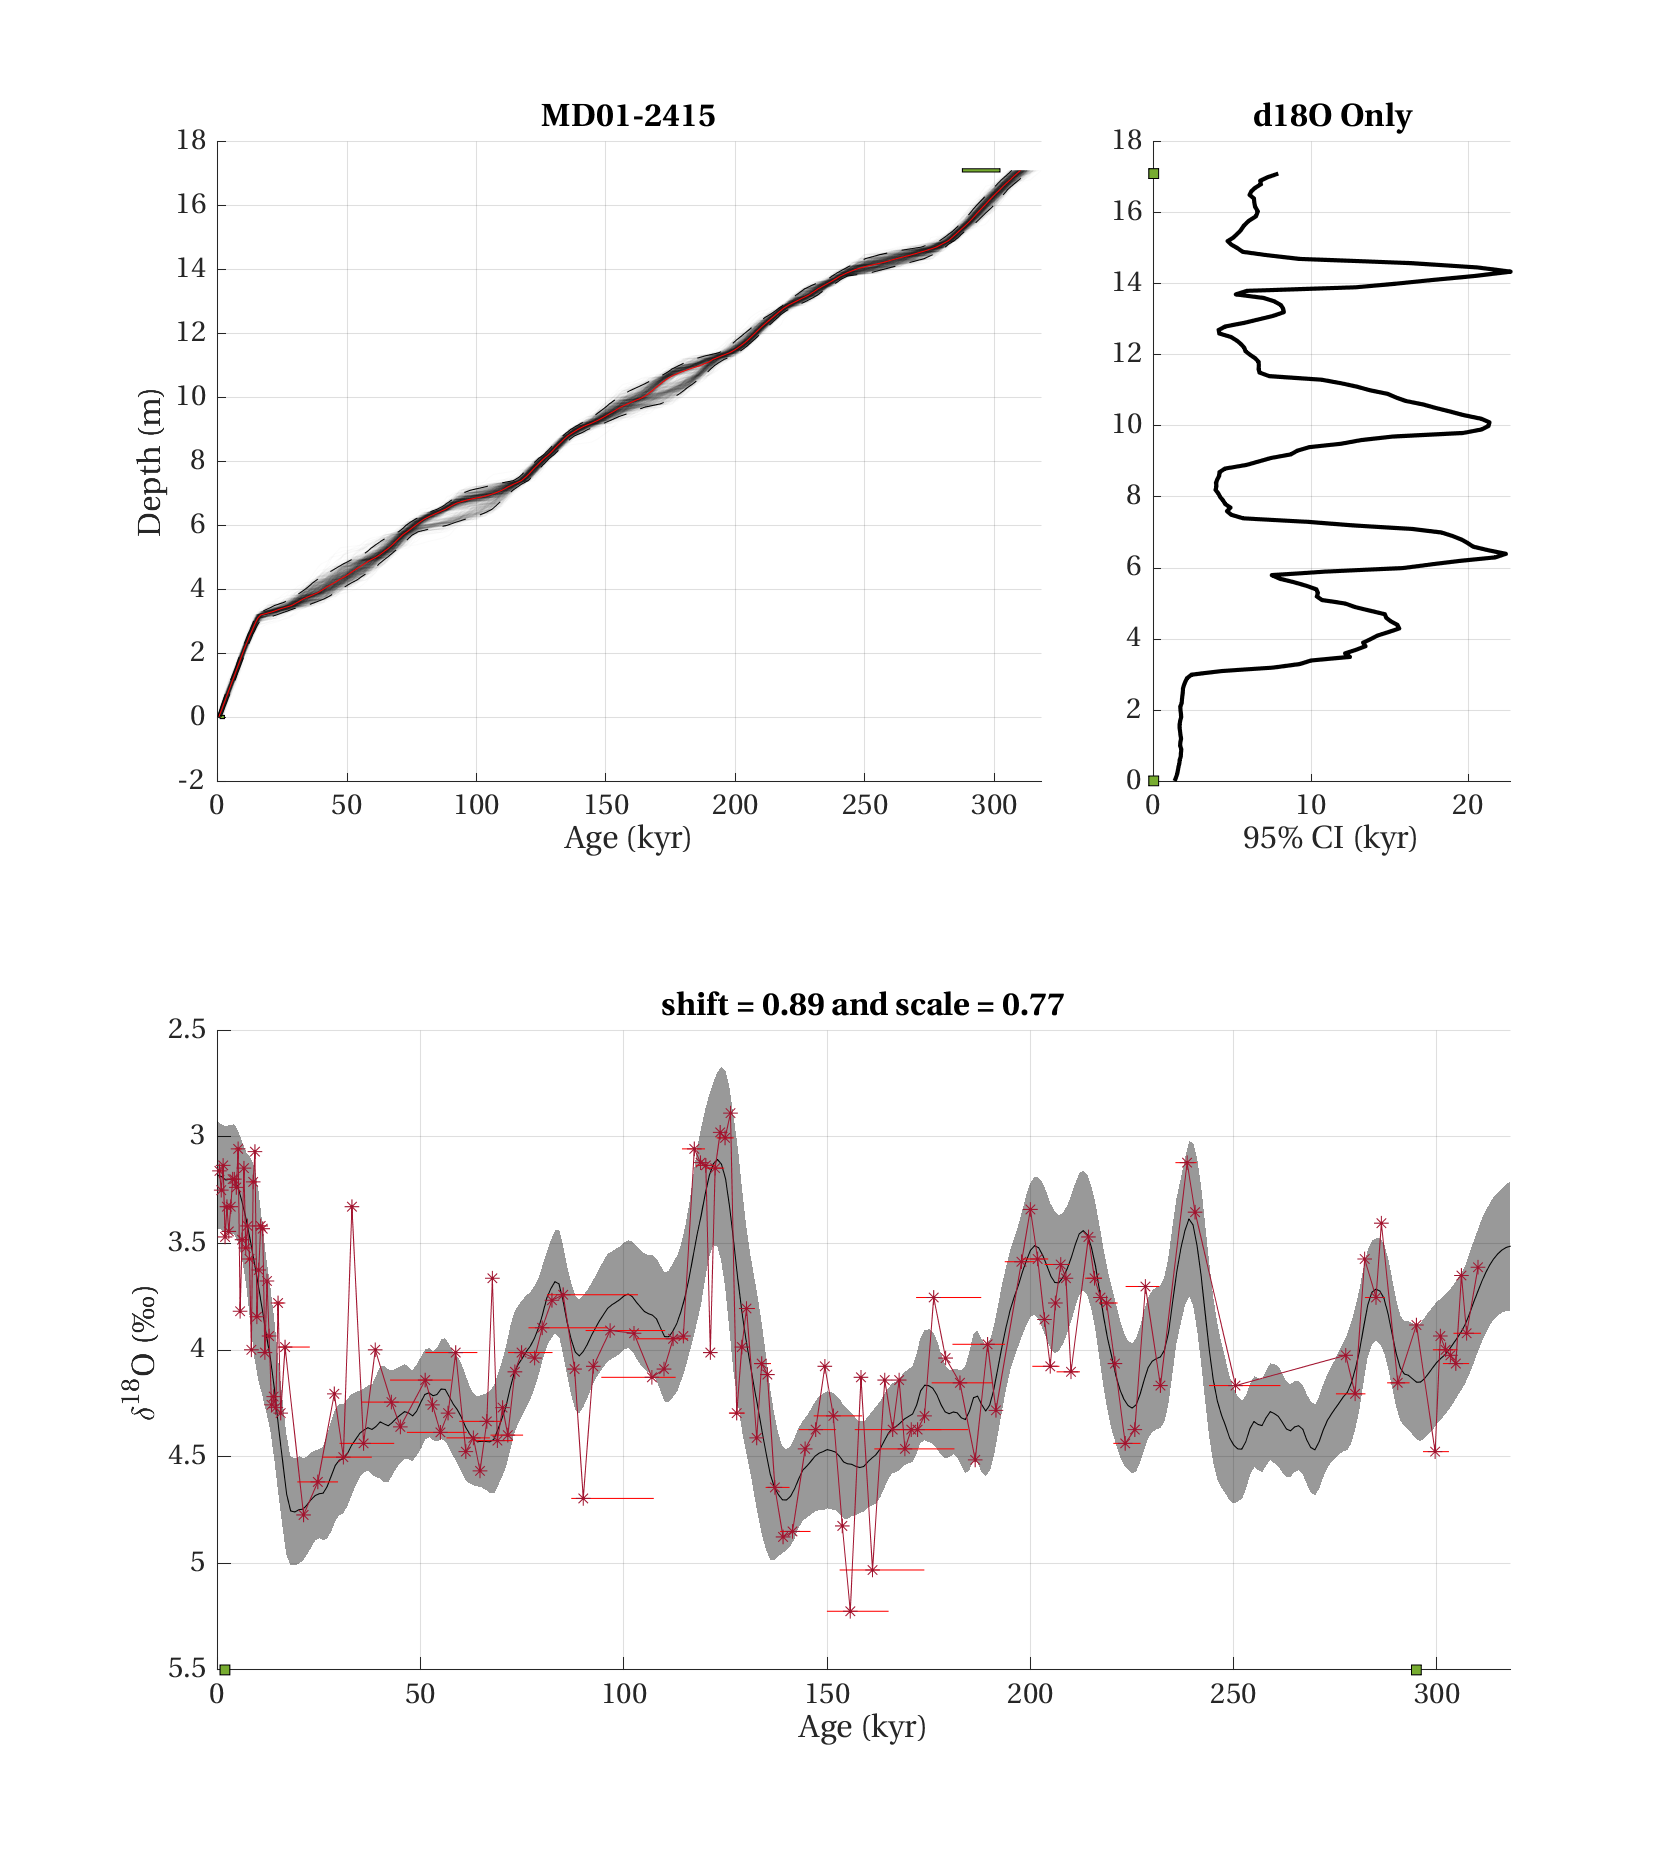 MD01-2415
18
16
14
12
10
8
6
4
2
0
-2
Depth (m)
0 50 100 150 200 250 300
Age (kyr)
d18O Only
18
16
14
12
10
8
6
4
2
0
0 10 20
95% CI (kyr)
shift = 0.89 and scale = 0.77
2.5
3
3.5
4
4.5
5
5.5
δ18O (‰)
0 50 100 150 200 250 300
Age (kyr)